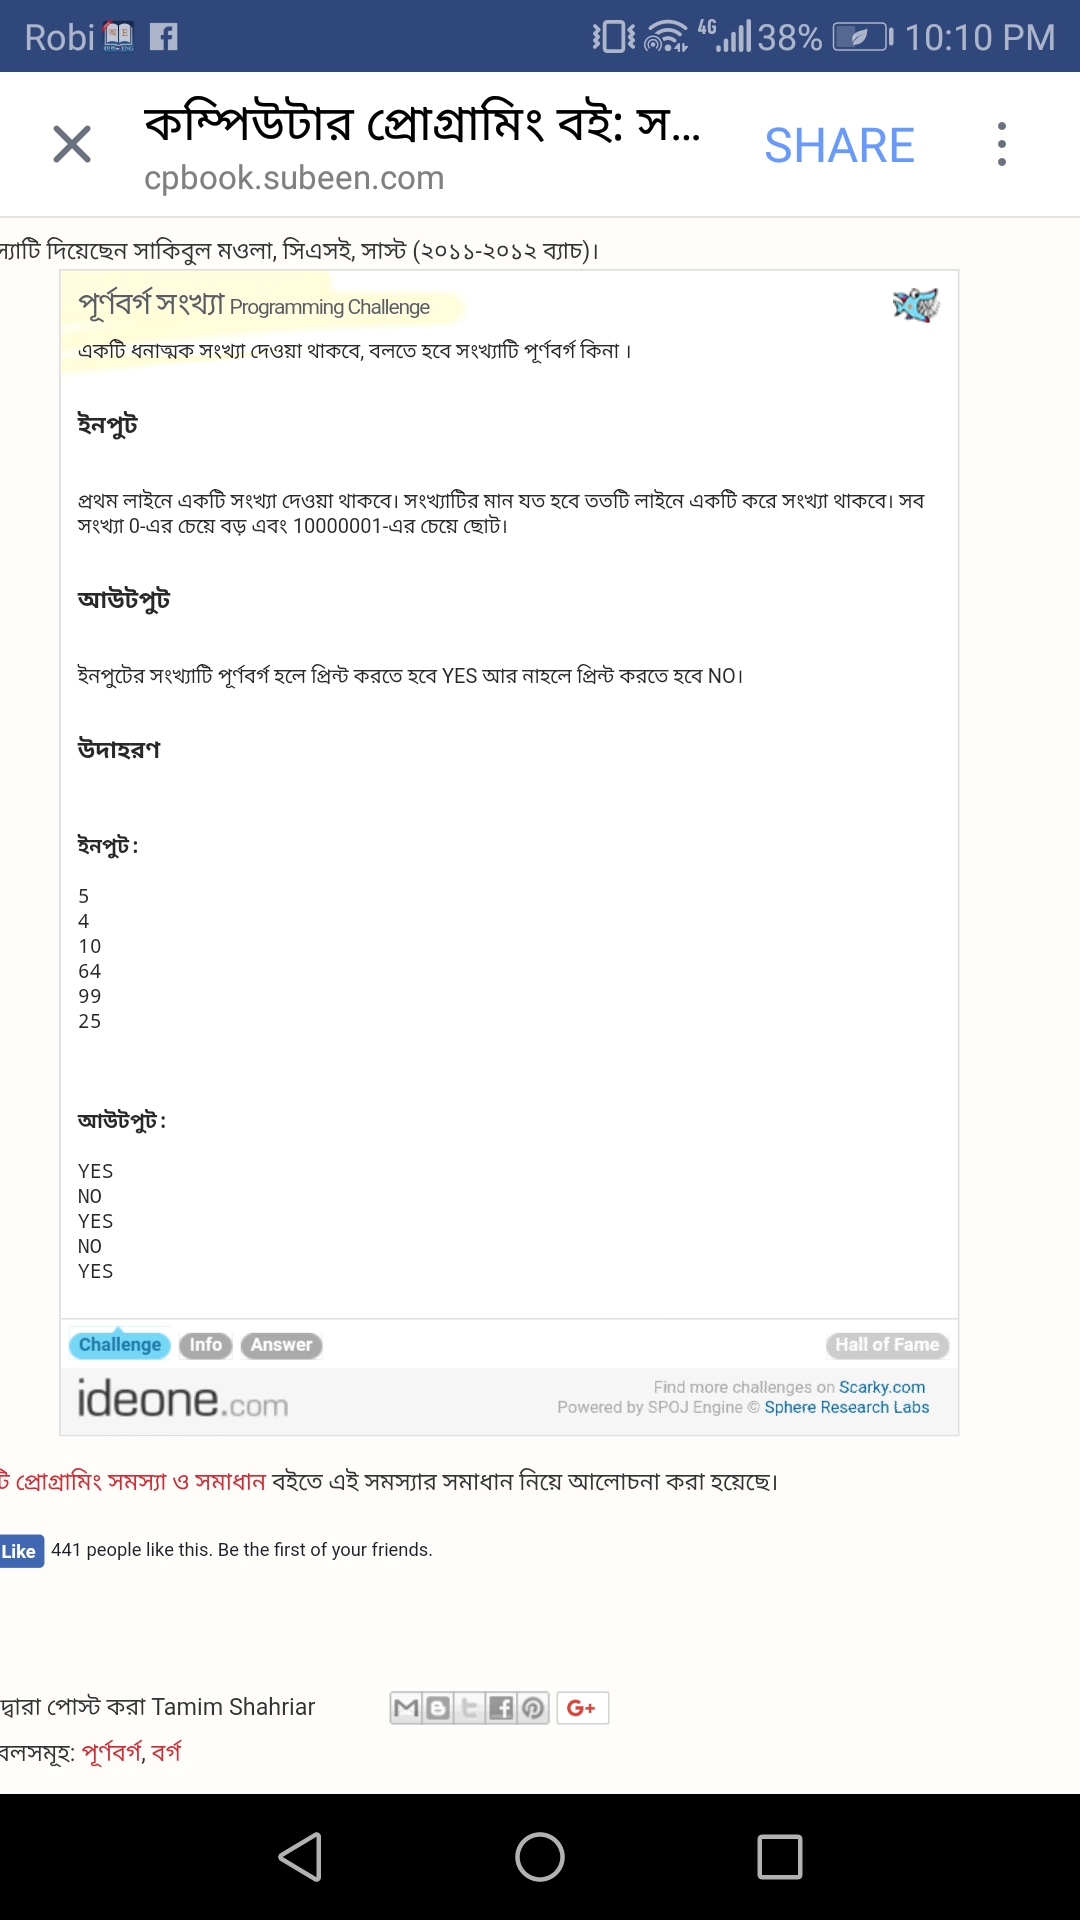 Robi 4G 38% 10:10 PM
কম্পিউটার প্রোগ্রামিং বই: স...
SHARE
cpbook.subeen.com
স্যাটি দিয়েছেন সাকিবুল মওলা, সিএসই, সাস্ট (২০১১-২০১২ ব্যাচ)।
পূর্ণবর্গ সংখ্যা Programming Challenge
একটি ধনাত্মক সংখ্যা দেওয়া থাকবে, বলতে হবে সংখ্যাটি পূর্ণবর্গ কিনা ।
ইনপুট
প্রথম লাইনে একটি সংখ্যা দেওয়া থাকবে। সংখ্যাটির মান যত হবে ততটি লাইনে একটি করে সংখ্যা থাকবে। সব
সংখ্যা 0-এর চেয়ে বড় এবং 10000001-এর চেয়ে ছোট।
আউটপুট
ইনপুটের সংখ্যাটি পূর্ণবর্গ হলে প্রিন্ট করতে হবে YES আর নাহলে প্রিন্ট করতে হবে NO।
উদাহরণ
ইনপুট :
5
4
10
64
99
25
আউটপুট :
YES
NO
YES
NO
YES
Challenge Info Answer Hall of Fame
ideone.com
Find more challenges on Scarky.com
Powered by SPOJ Engine © Sphere Research Labs
টি প্রোগ্রামিং সমস্যা ও সমাধান বইতে এই সমস্যার সমাধান নিয়ে আলোচনা করা হয়েছে।
Like 441 people like this. Be the first of your friends.
দ্বারা পোস্ট করা Tamim Shahriar G+
বলসমূহ: পূর্ণবর্গ, বর্গ